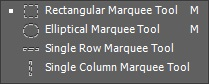 Rectangular Marquee Tool M
Elliptical Marquee Tool M
Single Row Marquee Tool
Single Column Marquee Tool